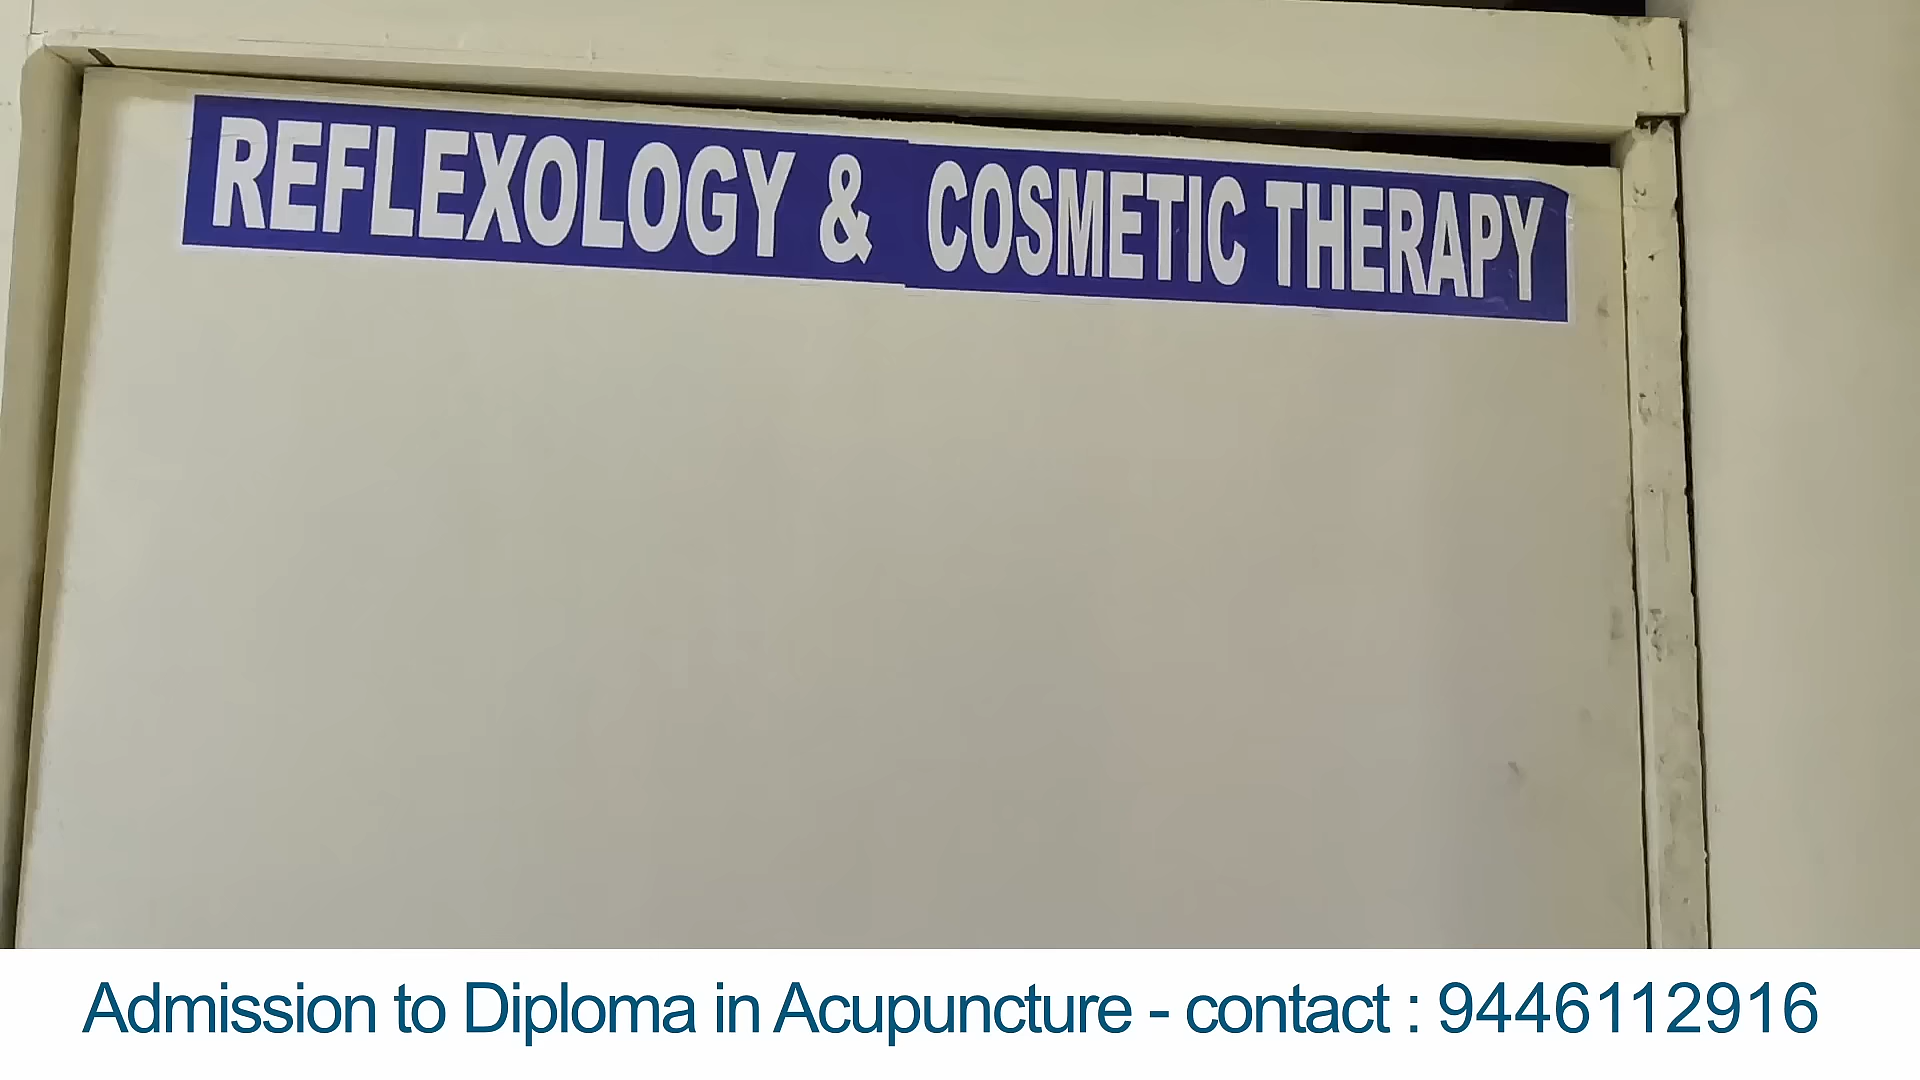 REFLEXOLOGY & COSMETIC THERAPY
Admission to Diploma in Acupuncture - contact : 9446112916